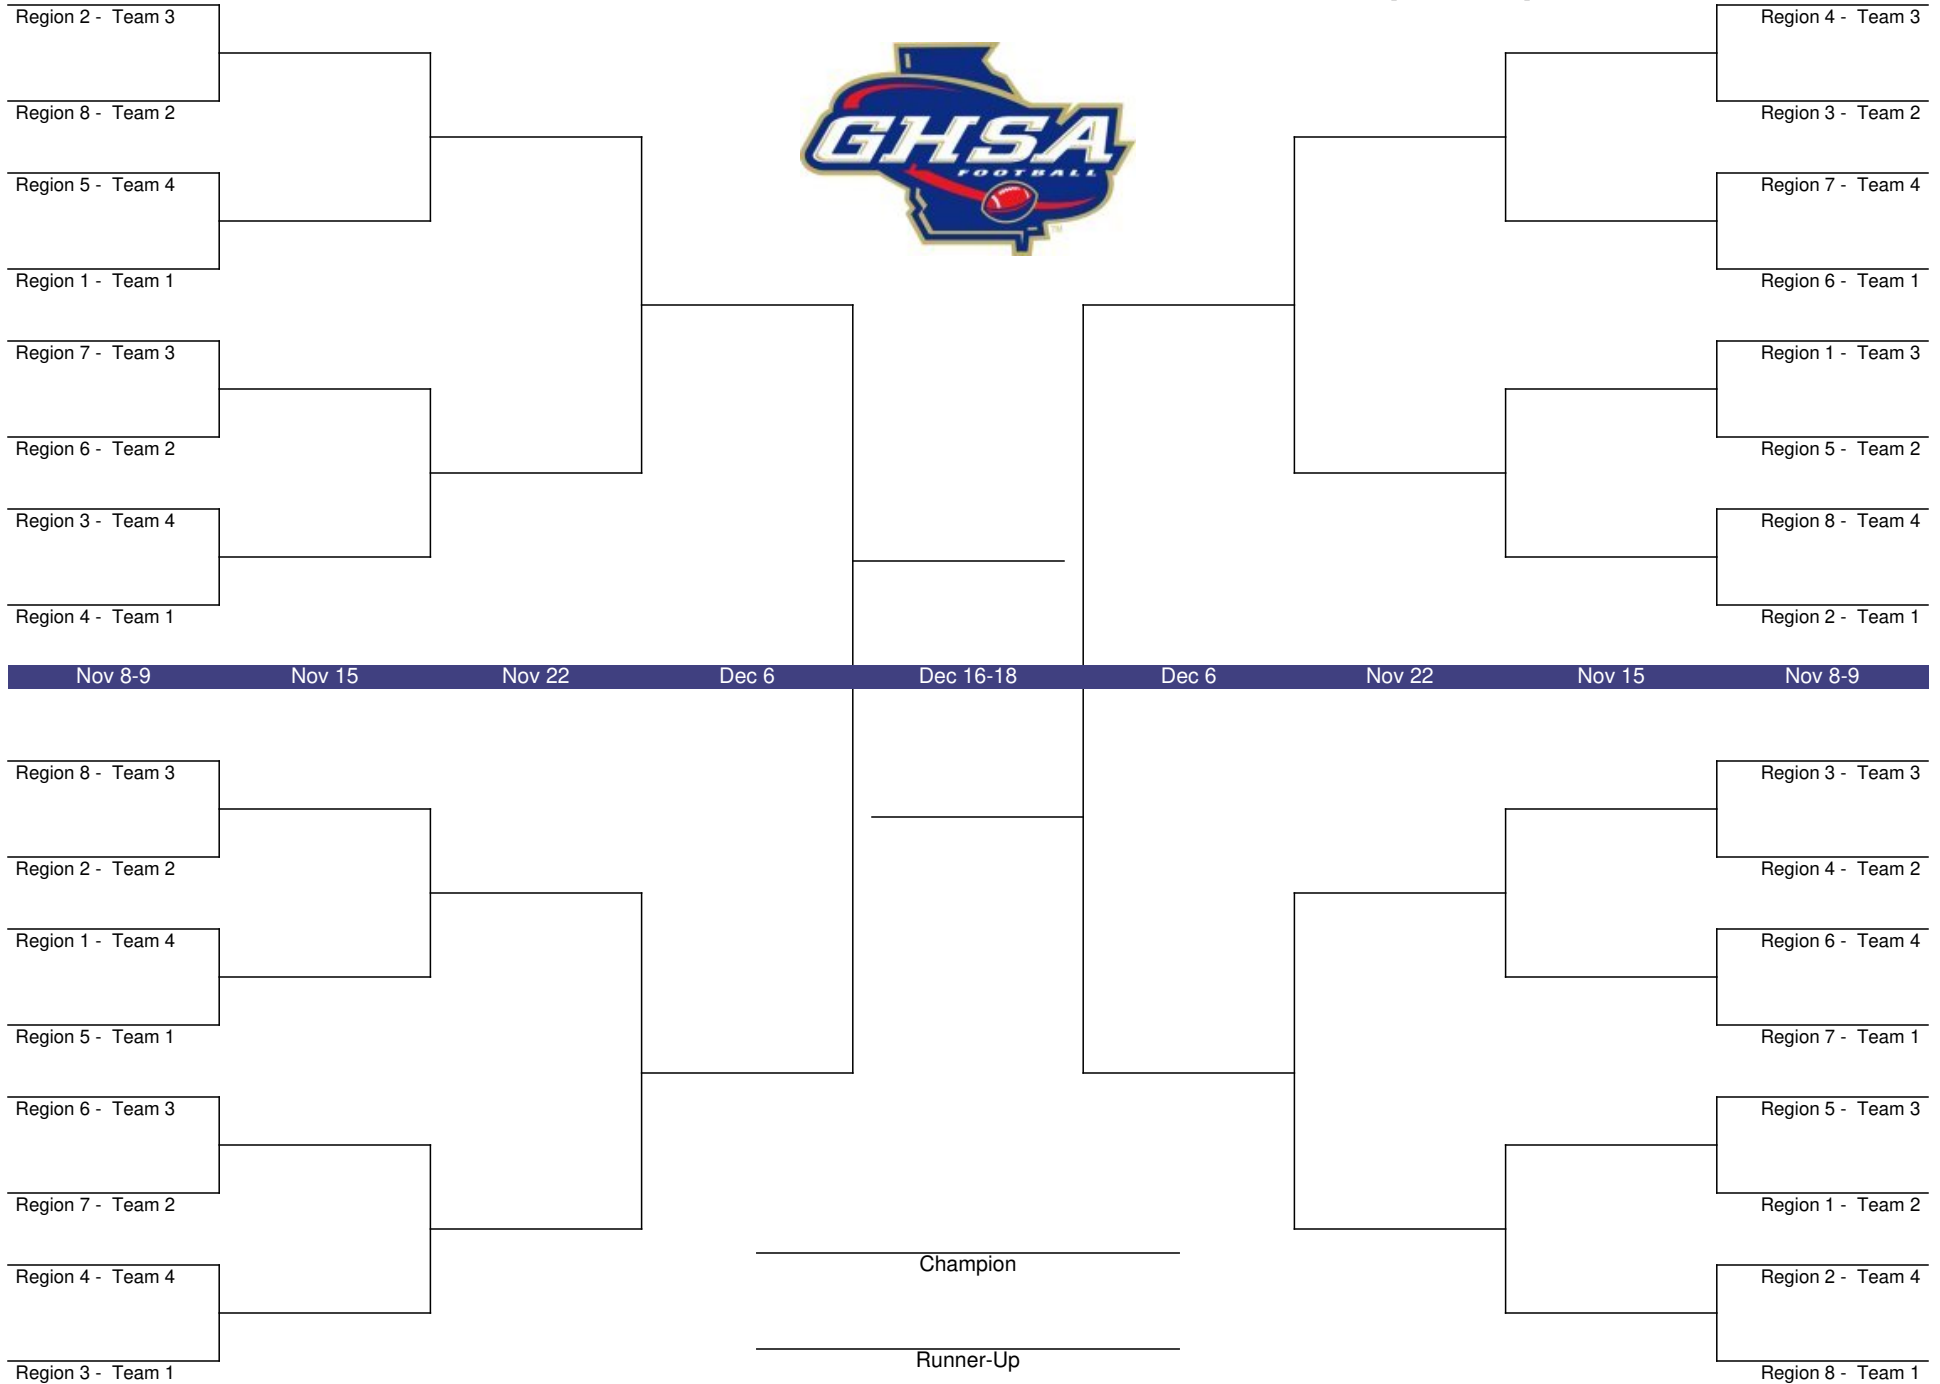 Region 2 - Team 3
Region 8 - Team 2
Region 5 - Team 4
Region 1 - Team 1
Region 7 - Team 3
Region 6 - Team 2
Region 3 - Team 4
Region 4 - Team 1
GHSA
FOOTBALL
TM
Region 4 - Team 3
Region 3 - Team 2
Region 7 - Team 4
Region 6 - Team 1
Region 1 - Team 3
Region 5 - Team 2
Region 8 - Team 4
Region 2 - Team 1
Nov 8-9 Nov 15 Nov 22 Dec 6 Dec 16-18 Dec 6 Nov 22 Nov 15 Nov 8-9
Region 8 - Team 3
Region 2 - Team 2
Region 1 - Team 4
Region 5 - Team 1
Region 6 - Team 3
Region 7 - Team 2
Region 4 - Team 4
Region 3 - Team 1
Champion
Runner-Up
Region 3 - Team 3
Region 4 - Team 2
Region 6 - Team 4
Region 7 - Team 1
Region 5 - Team 3
Region 1 - Team 2
Region 2 - Team 4
Region 8 - Team 1